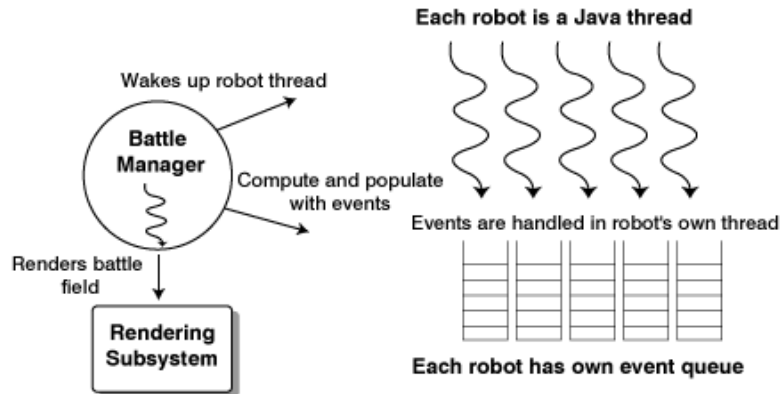 Each robot is a Java thread
Wakes up robot thread
Battle
Manager
Compute and populate
with events
Events are handled in robot's own thread
Renders battle
field
Rendering
Subsystem
Each robot has own event queue